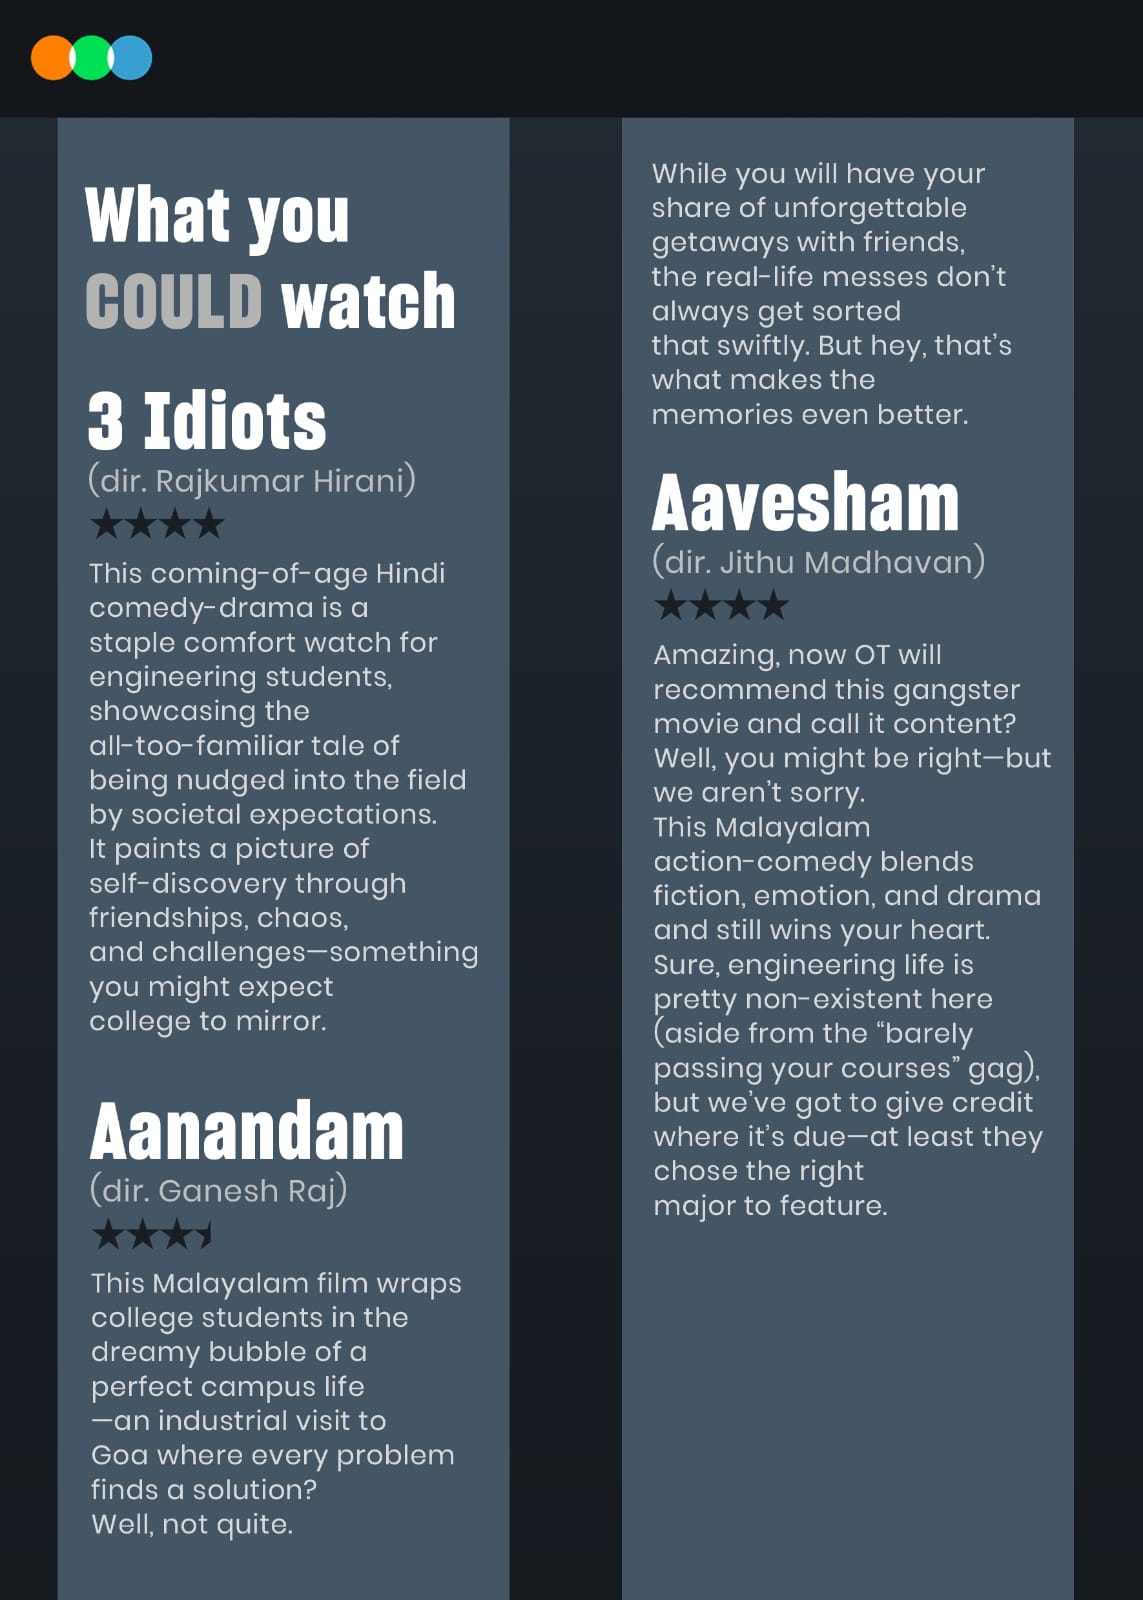 What you
COULD watch
3 Idiots
(dir. Rajkumar Hirani)
★★★★
This coming-of-age Hindi
comedy-drama is a
staple comfort watch for
engineering students,
showcasing the
all-too-familiar tale of
being nudged into the field
by societal expectations.
It paints a picture of
self-discovery through
friendships, chaos,
and challenges—something
you might expect
college to mirror.
Aanandam
(dir. Ganesh Raj)
★★★⯨
This Malayalam film wraps
college students in the
dreamy bubble of a
perfect campus life
—an industrial visit to
Goa where every problem
finds a solution?
Well, not quite.
While you will have your
share of unforgettable
getaways with friends,
the real-life messes don’t
always get sorted
that swiftly. But hey, that’s
what makes the
memories even better.
Aavesham
(dir. Jithu Madhavan)
★★★★
Amazing, now OT will
recommend this gangster
movie and call it content?
Well, you might be right—but
we aren’t sorry.
This Malayalam
action-comedy blends
fiction, emotion, and drama
and still wins your heart.
Sure, engineering life is
pretty non-existent here
(aside from the “barely
passing your courses” gag),
but we’ve got to give credit
where it’s due—at least they
chose the right
major to feature.